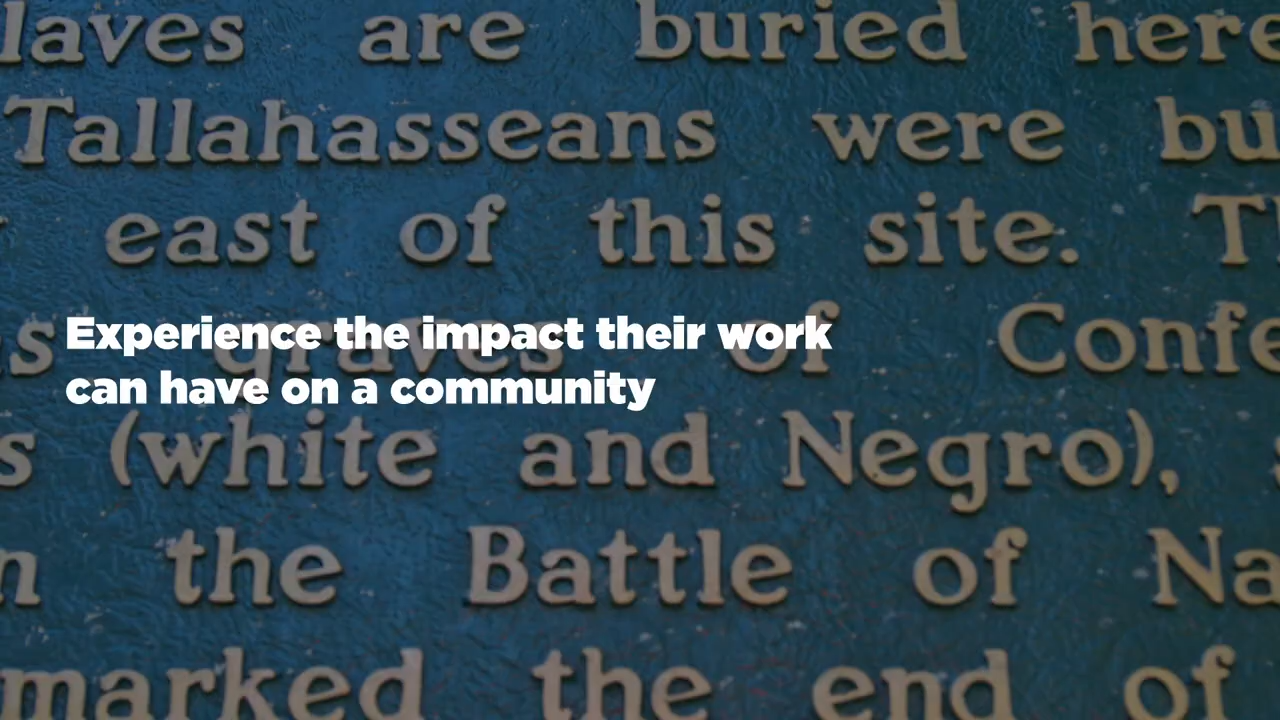 laves are buried here
Tallahasseans were bu
east of this site. Th
s graves of Confe
Experience the impact their work
can have on a community
s (white and Negro),
n the Battle of Na
marked the end of